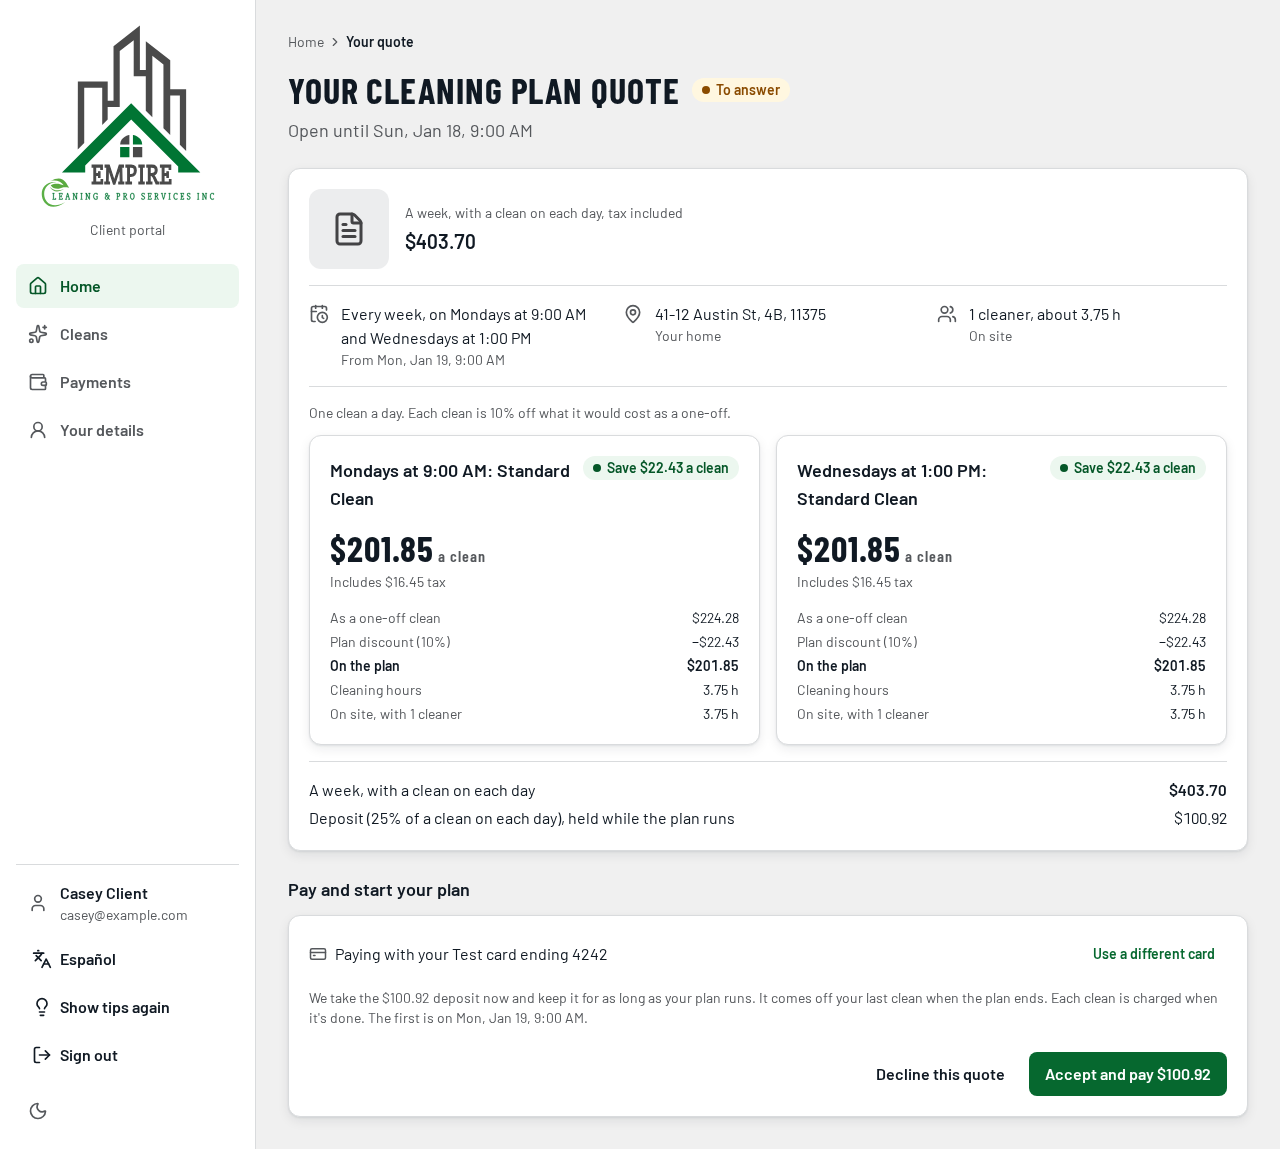 EMPIRE
LEANING & PRO SERVICES INC
Client portal
Home
Cleans
Payments
Your details
Casey Client
casey@example.com
Español
Show tips again
Sign out
Home > Your quote
YOUR CLEANING PLAN QUOTE
To answer
Open until Sun, Jan 18, 9:00 AM
A week, with a clean on each day, tax included
$403.70
Every week, on Mondays at 9:00 AM
and Wednesdays at 1:00 PM
From Mon, Jan 19, 9:00 AM
41-12 Austin St, 4B, 11375
Your home
1 cleaner, about 3.75 h
On site
One clean a day. Each clean is 10% off what it would cost as a one-off.
Mondays at 9:00 AM: Standard
Clean
Save $22.43 a clean
$201.85 a clean
Includes $16.45 tax
As a one-off clean $224.28
Plan discount (10%) −$22.43
On the plan $201.85
Cleaning hours 3.75 h
On site, with 1 cleaner 3.75 h
Wednesdays at 1:00 PM:
Standard Clean
Save $22.43 a clean
$201.85 a clean
Includes $16.45 tax
As a one-off clean $224.28
Plan discount (10%) −$22.43
On the plan $201.85
Cleaning hours 3.75 h
On site, with 1 cleaner 3.75 h
A week, with a clean on each day $403.70
Deposit (25% of a clean on each day), held while the plan runs $100.92
Pay and start your plan
Paying with your Test card ending 4242
Use a different card
We take the $100.92 deposit now and keep it for as long as your plan runs. It comes off your last clean when the plan ends. Each clean is charged when
it's done. The first is on Mon, Jan 19, 9:00 AM.
Decline this quote
Accept and pay $100.92